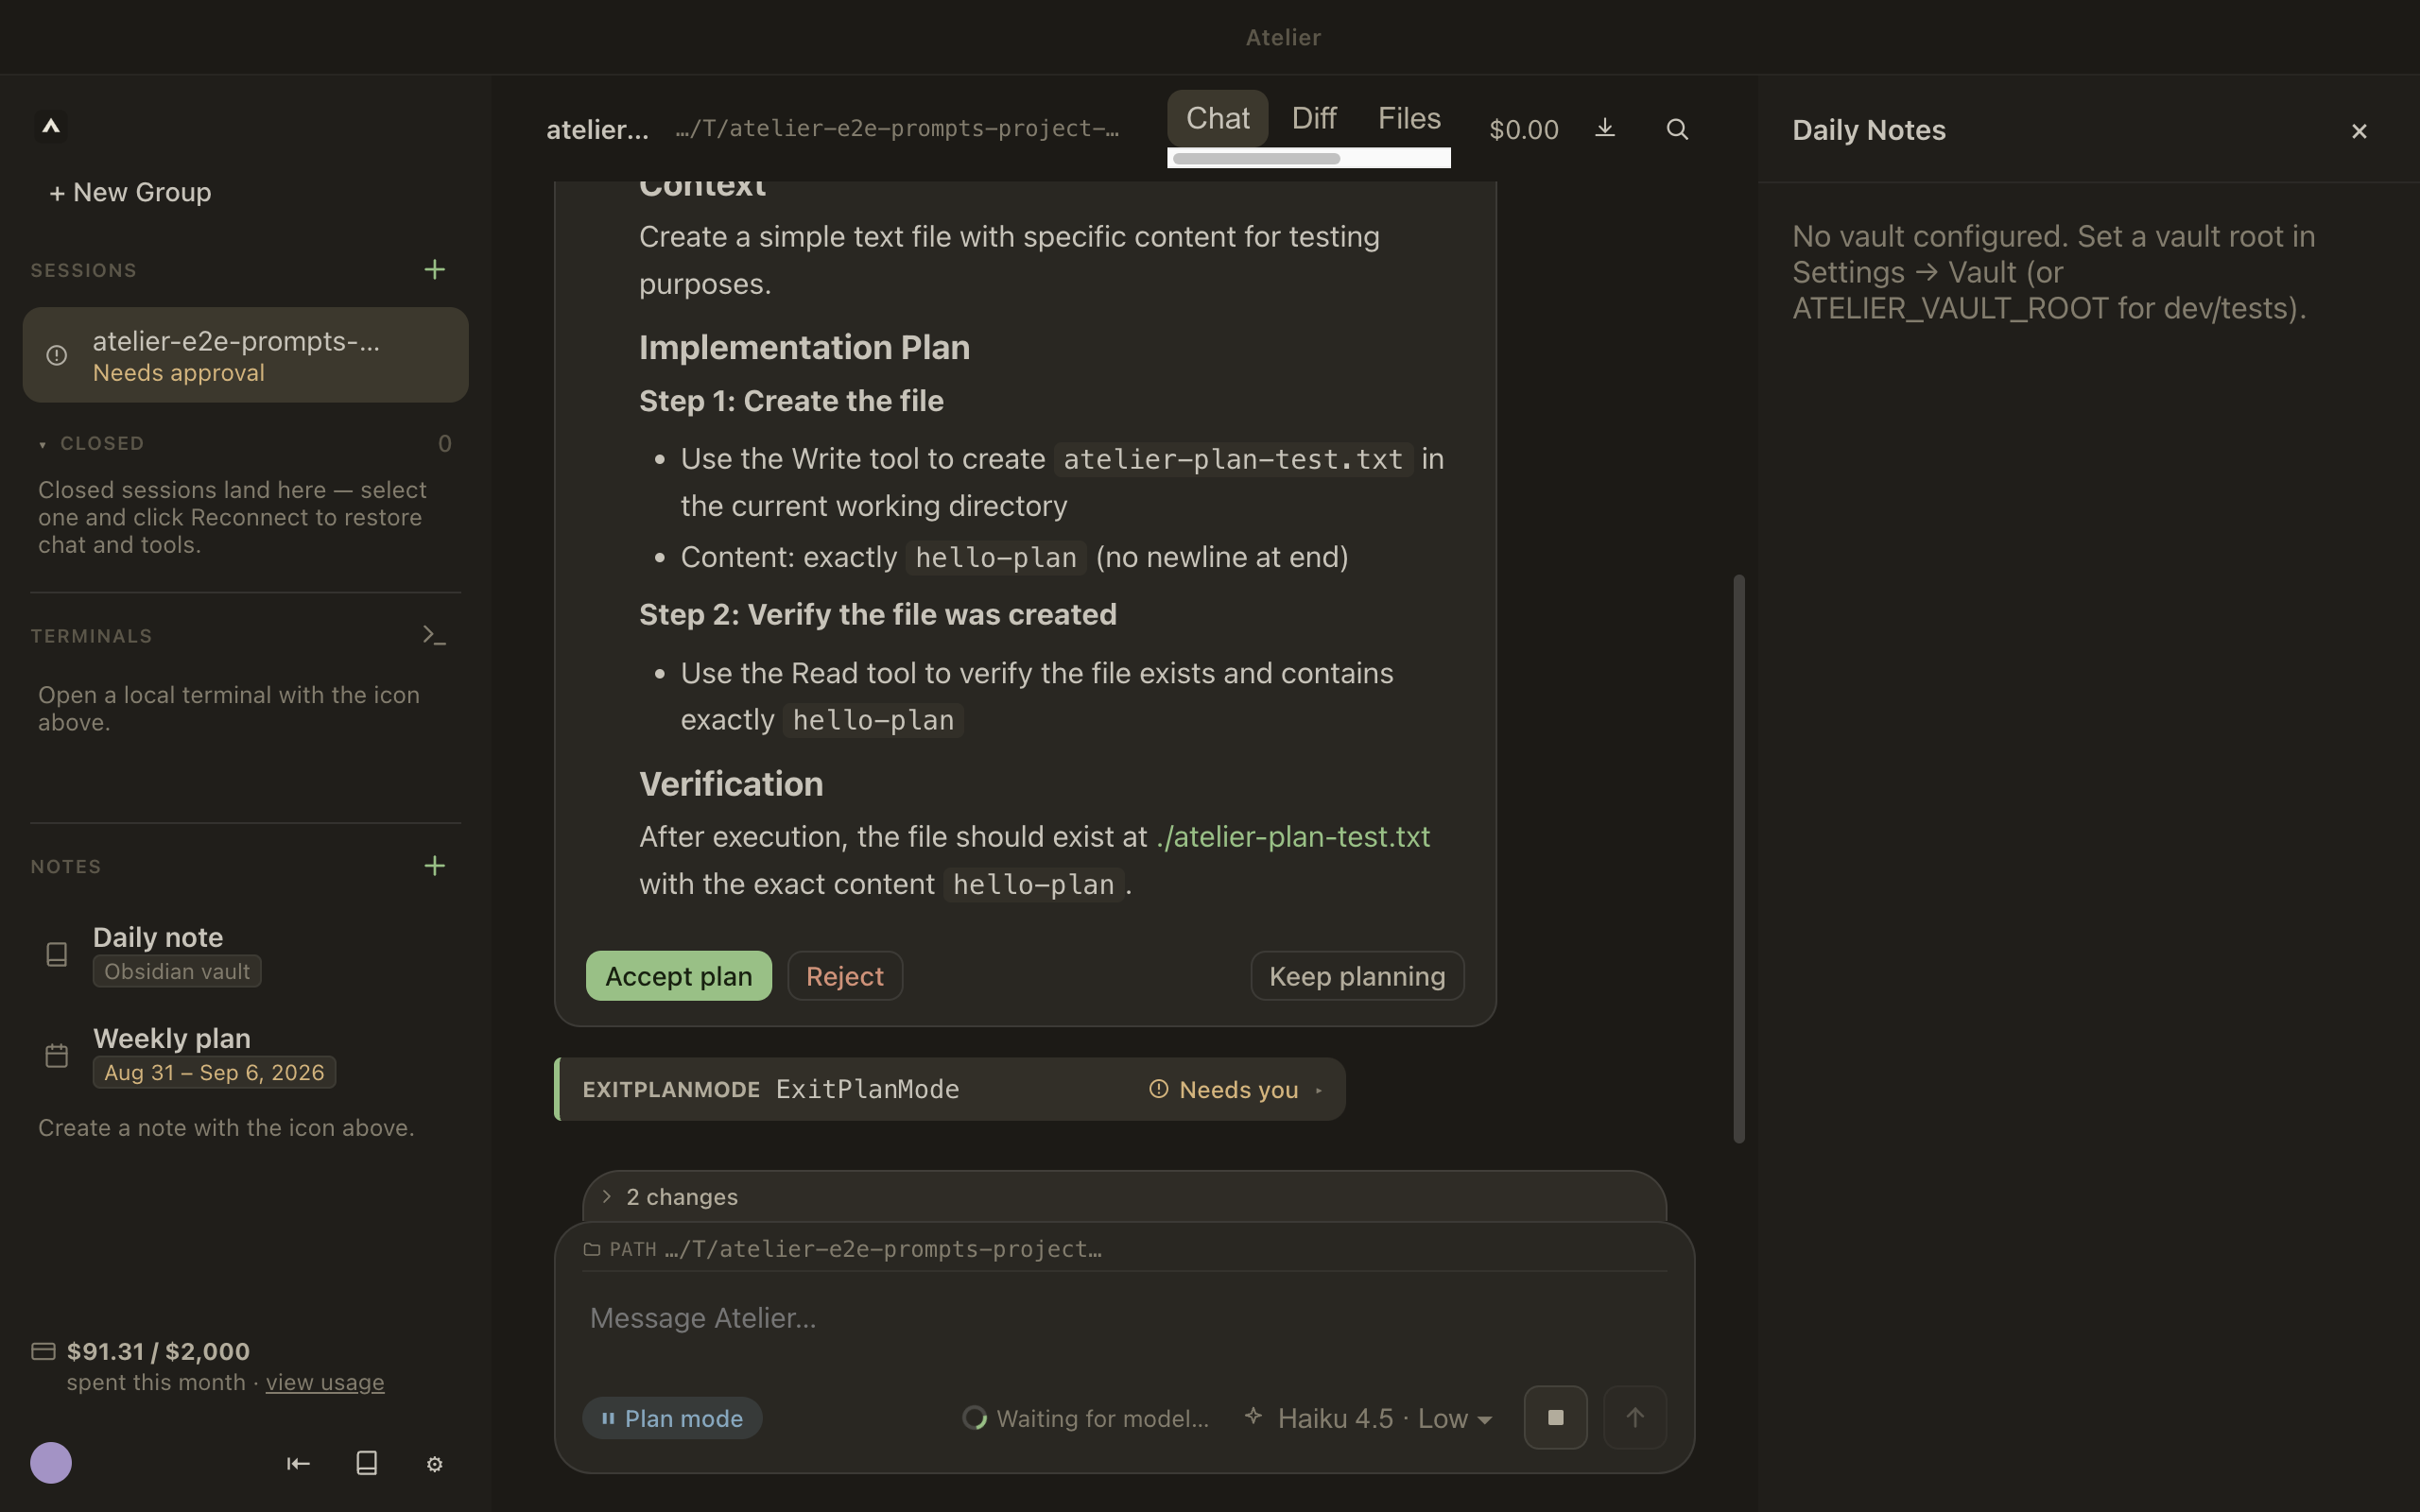 Atelier
+ New Group
SESSIONS
atelier-e2e-prompts-...
Needs approval
CLOSED 0
Closed sessions land here — select
one and click Reconnect to restore
chat and tools.
TERMINALS
Open a local terminal with the icon
above.
NOTES
Daily note
Obsidian vault
Weekly plan
Aug 31 – Sep 6, 2026
Create a note with the icon above.
$91.31 / $2,000
spent this month · view usage
atelier... …/T/atelier-e2e-prompts-project-… Chat Diff Files $0.00
Context
Create a simple text file with specific content for testing
purposes.
Implementation Plan
Step 1: Create the file
• Use the Write tool to create atelier-plan-test.txt in
the current working directory
• Content: exactly hello-plan (no newline at end)
Step 2: Verify the file was created
• Use the Read tool to verify the file exists and contains
exactly hello-plan
Verification
After execution, the file should exist at ./atelier-plan-test.txt
with the exact content hello-plan.
Accept plan Reject Keep planning
EXITPLANMODE ExitPlanMode Needs you
2 changes
PATH …/T/atelier-e2e-prompts-project…
Message Atelier...
Plan mode Waiting for model... Haiku 4.5 · Low
Daily Notes
No vault configured. Set a vault root in
Settings → Vault (or
ATELIER_VAULT_ROOT for dev/tests).